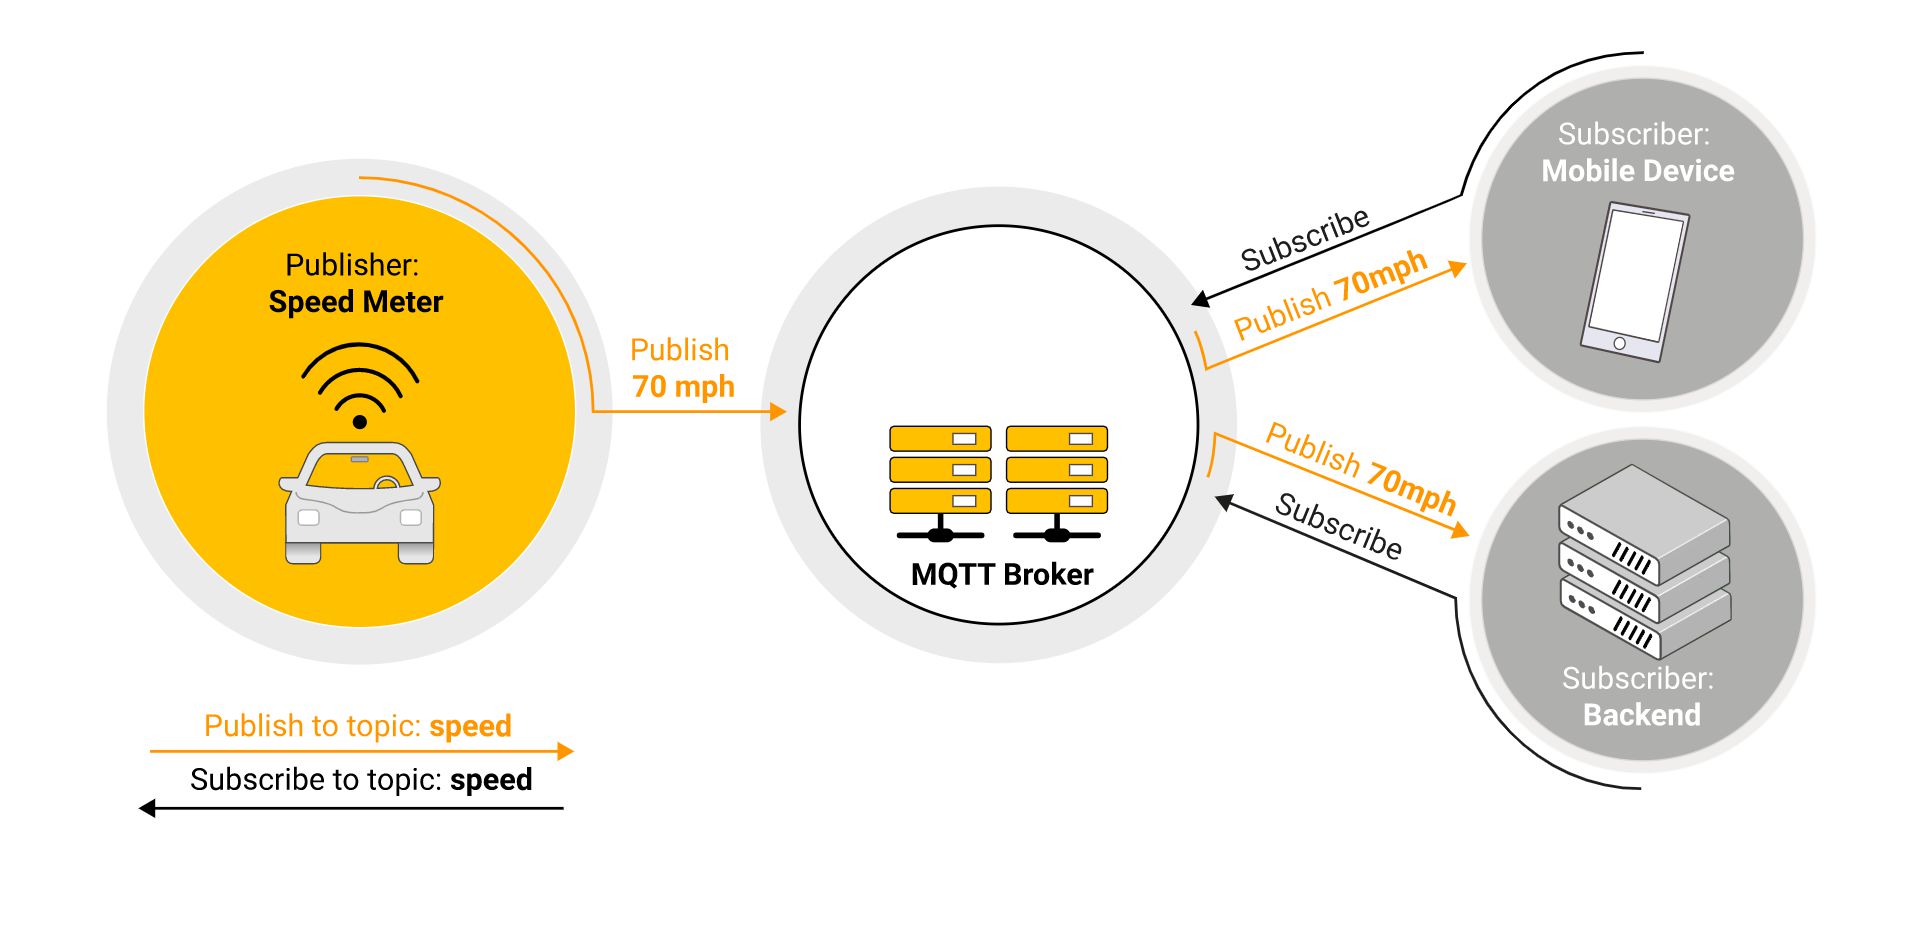 Publisher:
Speed Meter
Publish
70 mph
MQTT Broker
Subscribe
Publish 70mph
Publish 70mph
Subscribe
Subscriber:
Mobile Device
Subscriber:
Backend
Publish to topic: speed
Subscribe to topic: speed